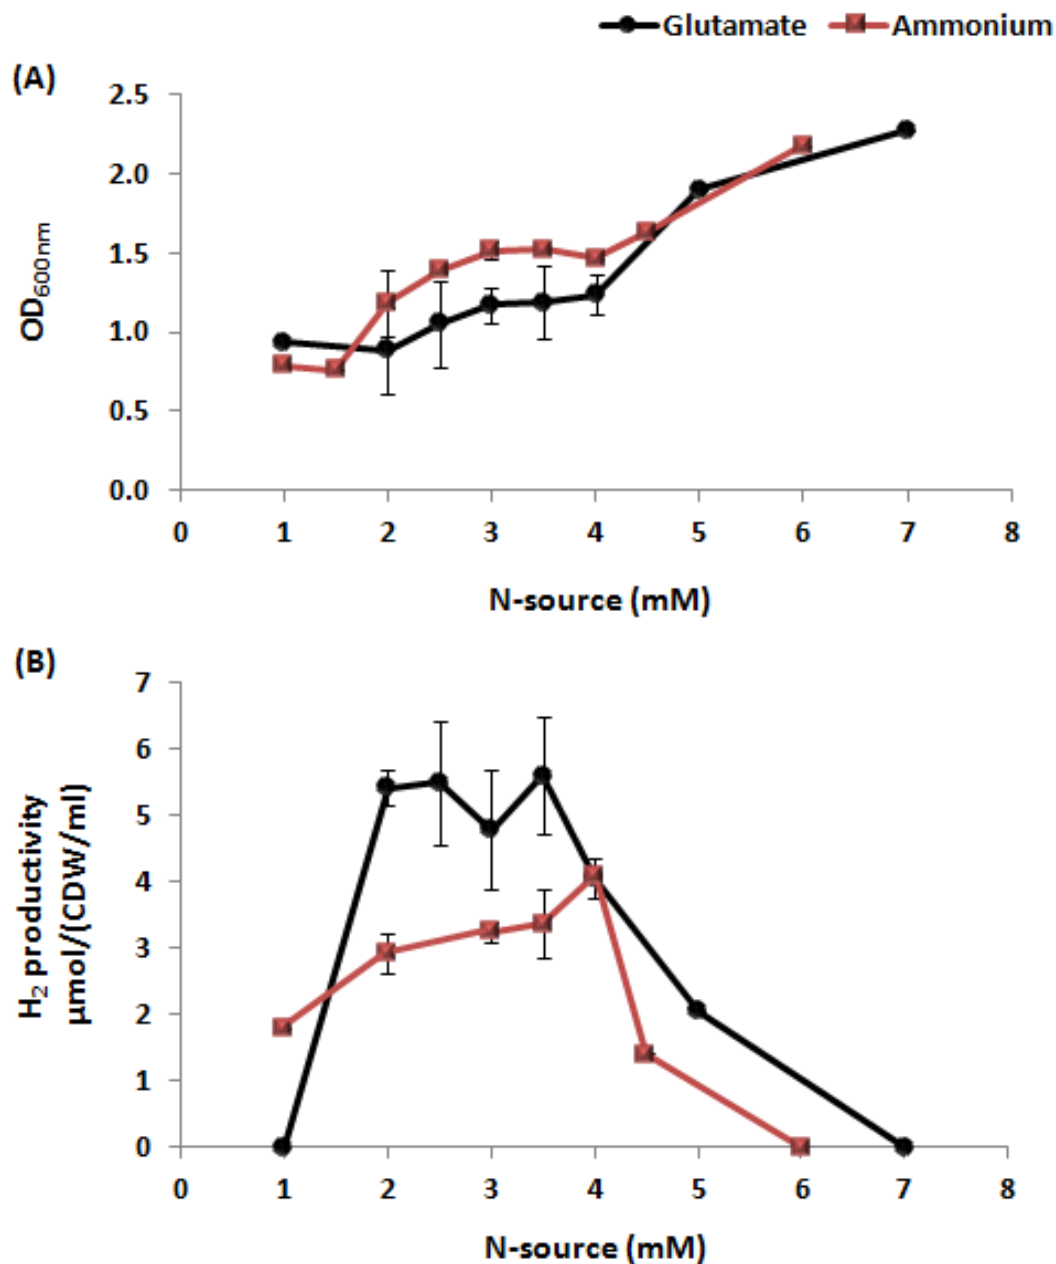 Glutamate Ammonium
(A)
2.5
2.0
1.5
1.0
0.5
0.0
OD600nm
0 1 2 3 4 5 6 7 8
N-source (mM)
(B)
7
6
5
4
3
2
1
0
H2 productivity
µmol/(CDW/ml)
0 1 2 3 4 5 6 7 8
N-source (mM)